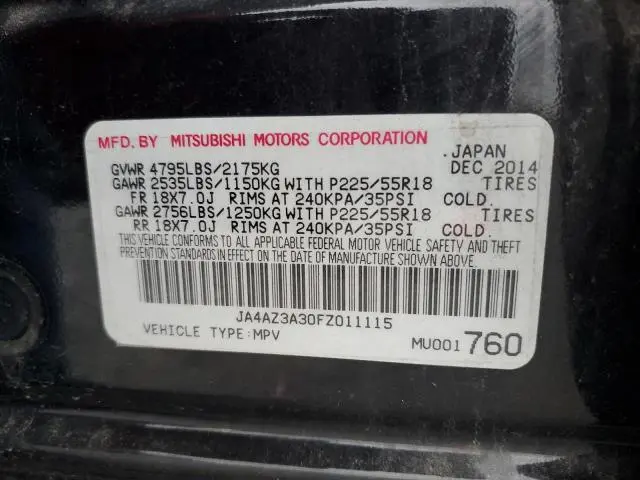 MFD. BY MITSUBISHI MOTORS CORPORATION . JAPAN
GVWR 4795LBS/2175KG DEC 2014
GAWR 2535LBS/1150KG WITH P225/55R18 TIRES
FR 18X7.0J RIMS AT 240KPA/35PSI COLD.
GAWR 2756LBS/1250KG WITH P225/55R18 TIRES
RR 18X7.0J RIMS AT 240KPA/35PSI COLD.
THIS VEHICLE CONFORMS TO ALL APPLICABLE FEDERAL MOTOR VEHICLE SAFETY AND THEFT
PREVENTION STANDARDS IN EFFECT ON THE DATE OF MANUFACTURE SHOWN ABOVE.
JA4AZ3A30FZ011115
VEHICLE TYPE:MPV MU001 760